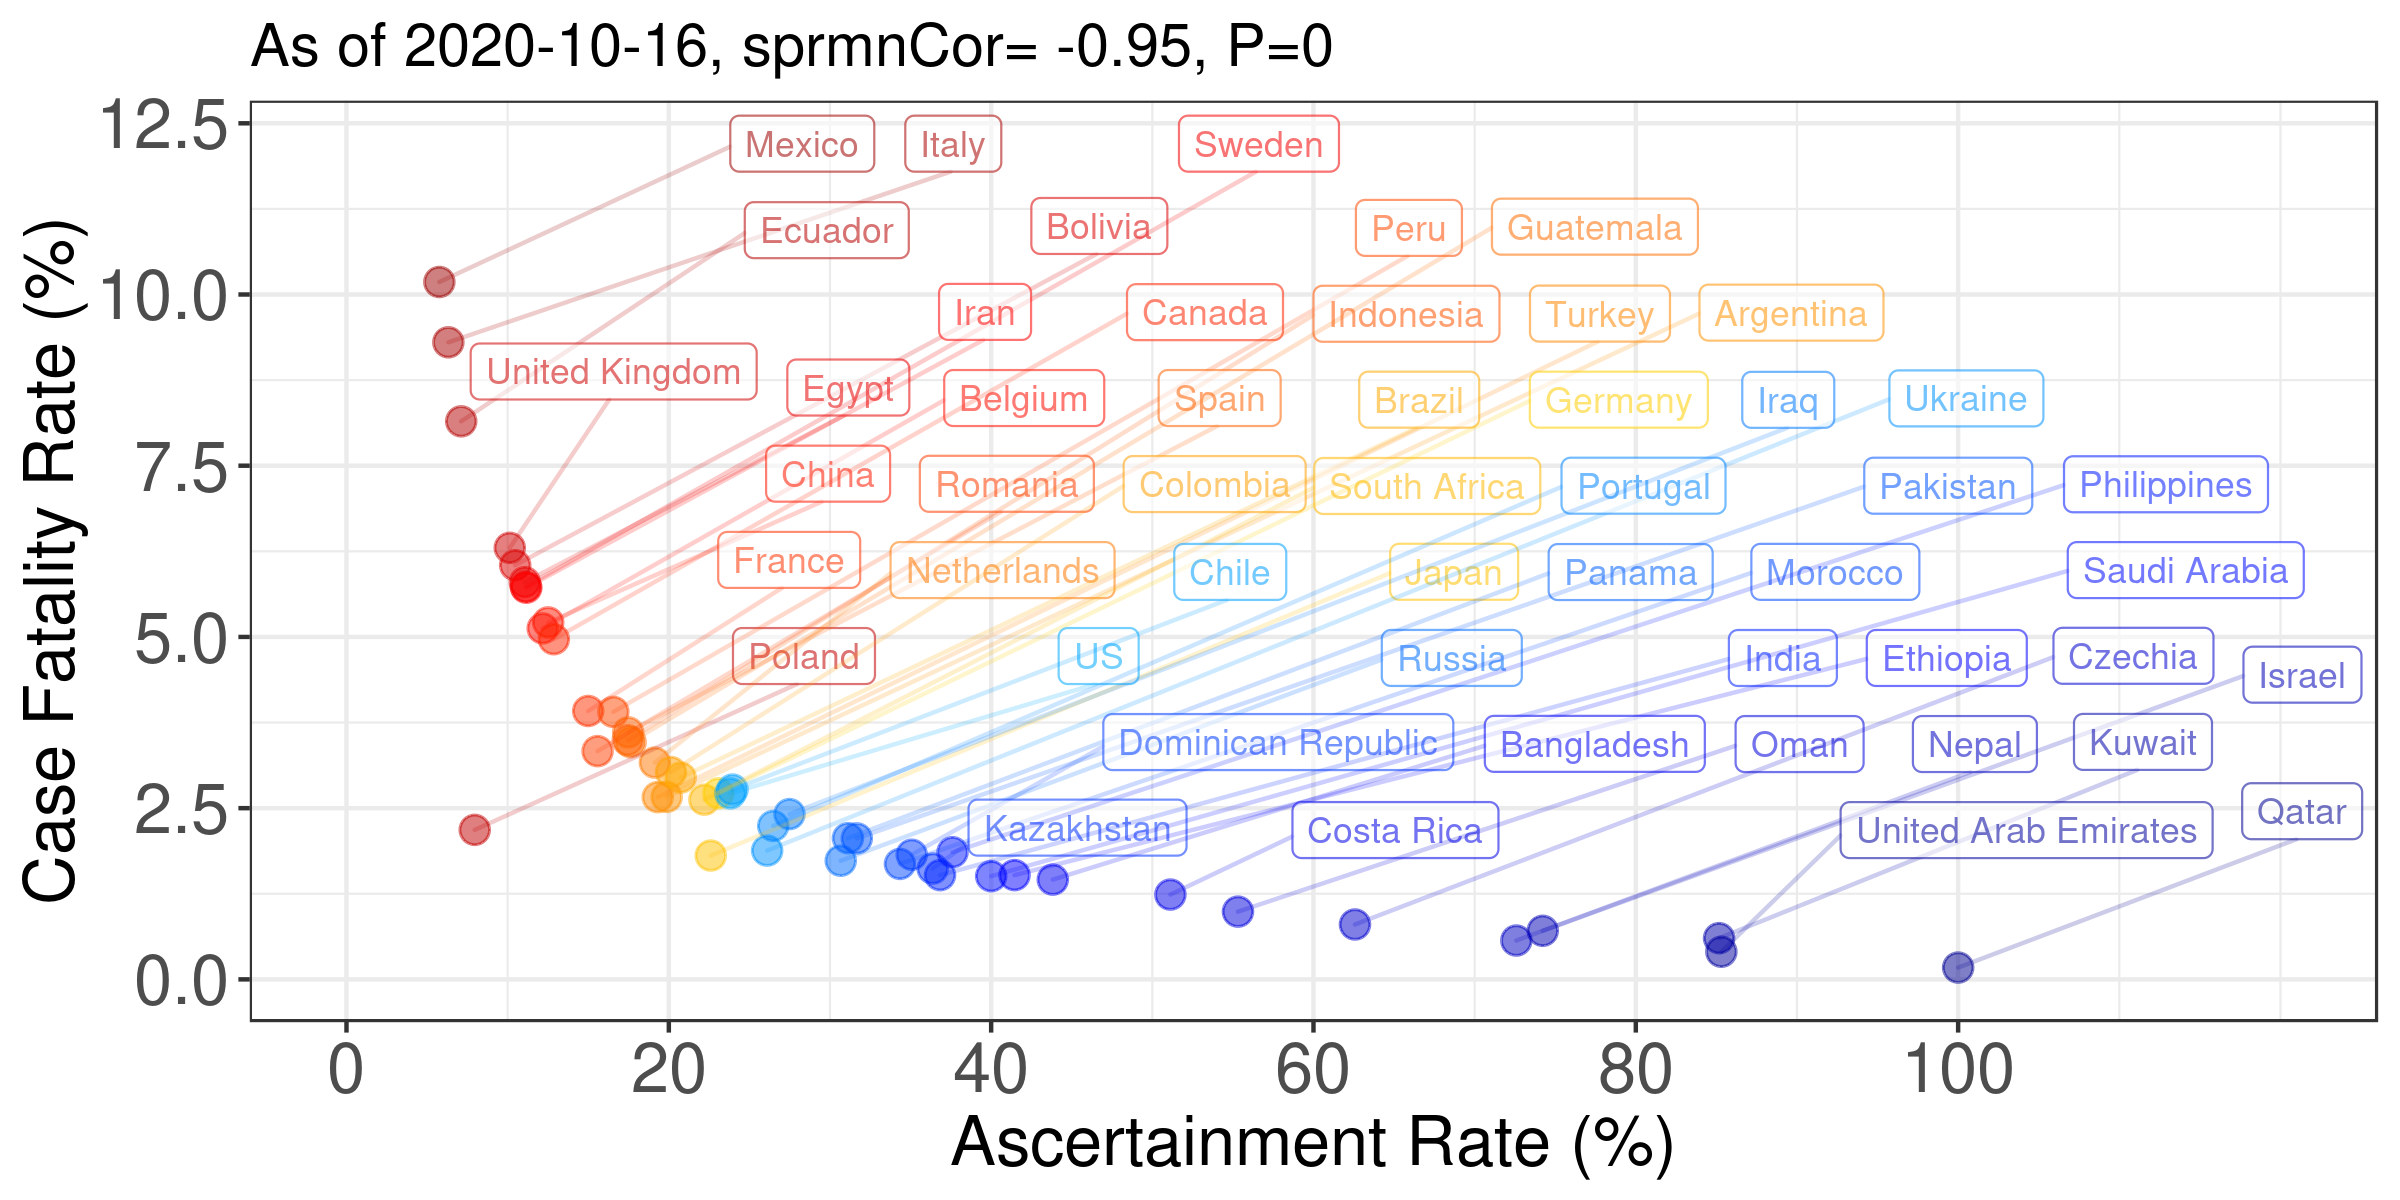 As of 2020-10-16, sprmnCor= -0.95, P=0
Case Fatality Rate (%)
12.5
10.0
7.5
5.0
2.5
0.0
Mexico
Italy
Sweden
Ecuador
Bolivia
Peru
Guatemala
Iran
Canada
Indonesia
Turkey
Argentina
United Kingdom
Egypt
Belgium
Spain
Brazil
Germany
Iraq
Ukraine
China
Romania
Colombia
South Africa
Portugal
Pakistan
Philippines
France
Netherlands
Chile
Japan
Panama
Morocco
Saudi Arabia
Poland
US
Russia
India
Ethiopia
Czechia
Israel
Dominican Republic
Bangladesh
Oman
Nepal
Kuwait
Kazakhstan
Costa Rica
United Arab Emirates
Qatar
0
20
40
60
80
100
Ascertainment Rate (%)